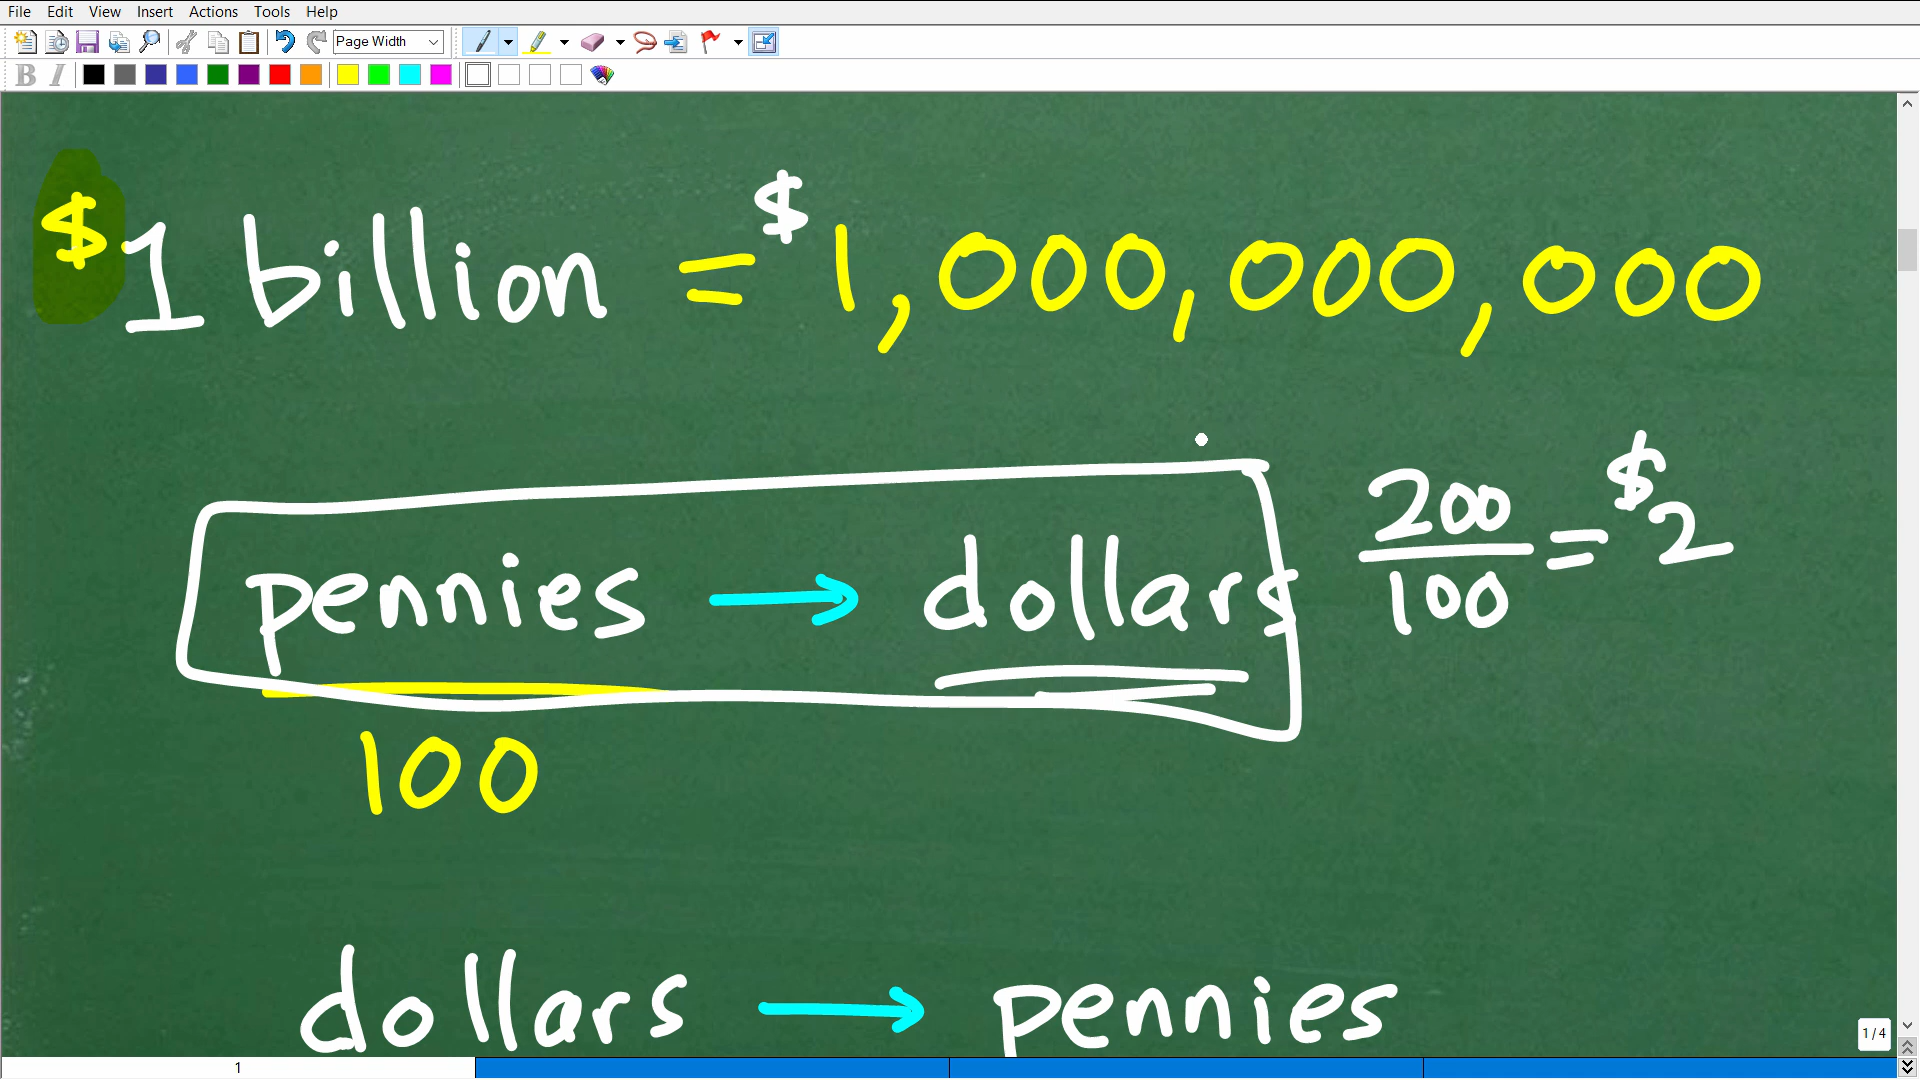 File Edit View Insert Actions Tools Help
Page Width
B I
$1 billion = $1,000,000,000
pennies → dollars
200/100 = $2
100
dollars → pennies
1 / 4
1